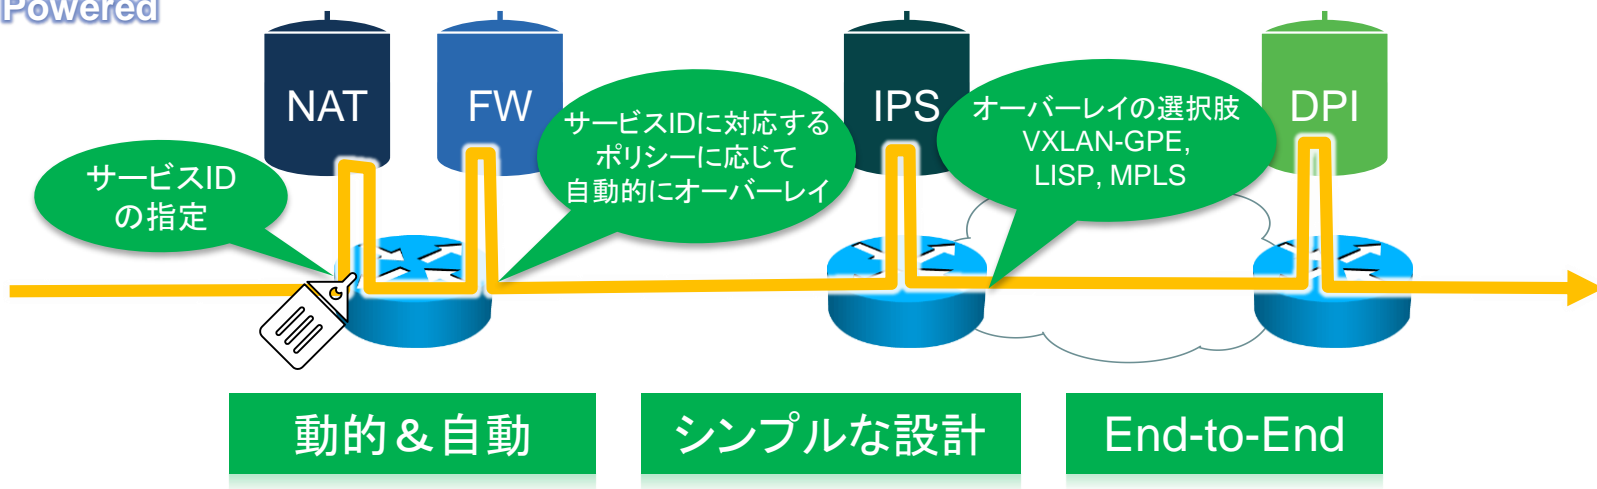 Powered
NAT
FW
IPS
DPI
サービスID
の指定
サービスIDに対応する
ポリシーに応じて
自動的にオーバーレイ
オーバーレイの選択肢
VXLAN-GPE,
LISP, MPLS
動的＆自動
シンプルな設計
End-to-End